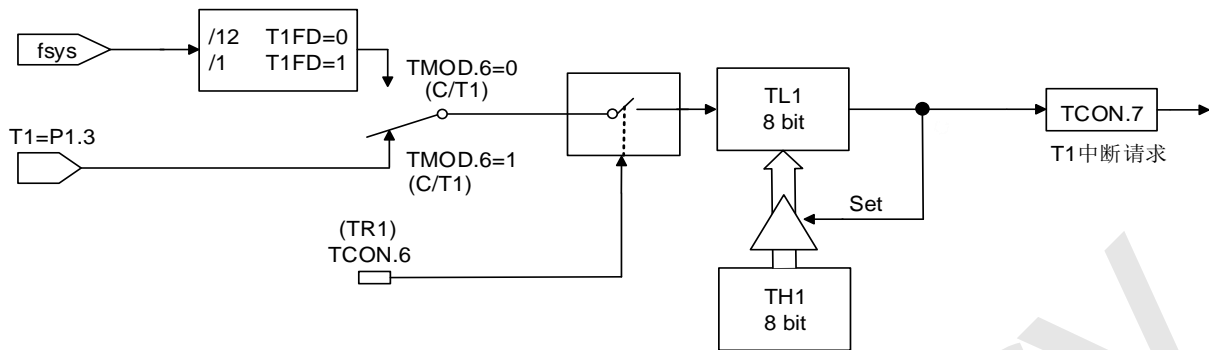 fsys
/12 T1FD=0
/1 T1FD=1
TMOD.6=0
(C/T1)
T1=P1.3
TMOD.6=1
(C/T1)
(TR1)
TCON.6
TL1
8 bit
TCON.7
T1中断请求
Set
TH1
8 bit